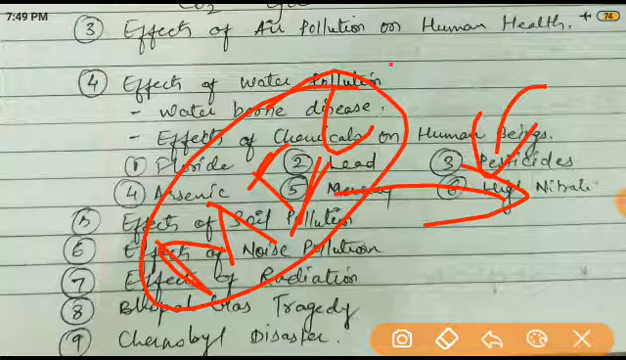 7:49 PM 74
CO2
③ Effects of Air Pollution on Human Health.
④ Effects of Water Pollution
- Water borne disease.
- Effects of Chemicals on Human Beings.
① Fluoride ② Lead ③ Pesticides
④ Arsenic ⑤ Mercury ⑥ High Nitrate
⑤ Effects of Soil Pollution
⑥ Effects of Noise Pollution
⑦ Effect of Radiation
⑧ Bhopal Gas Tragedy
⑨ Chernobyl Disaster.